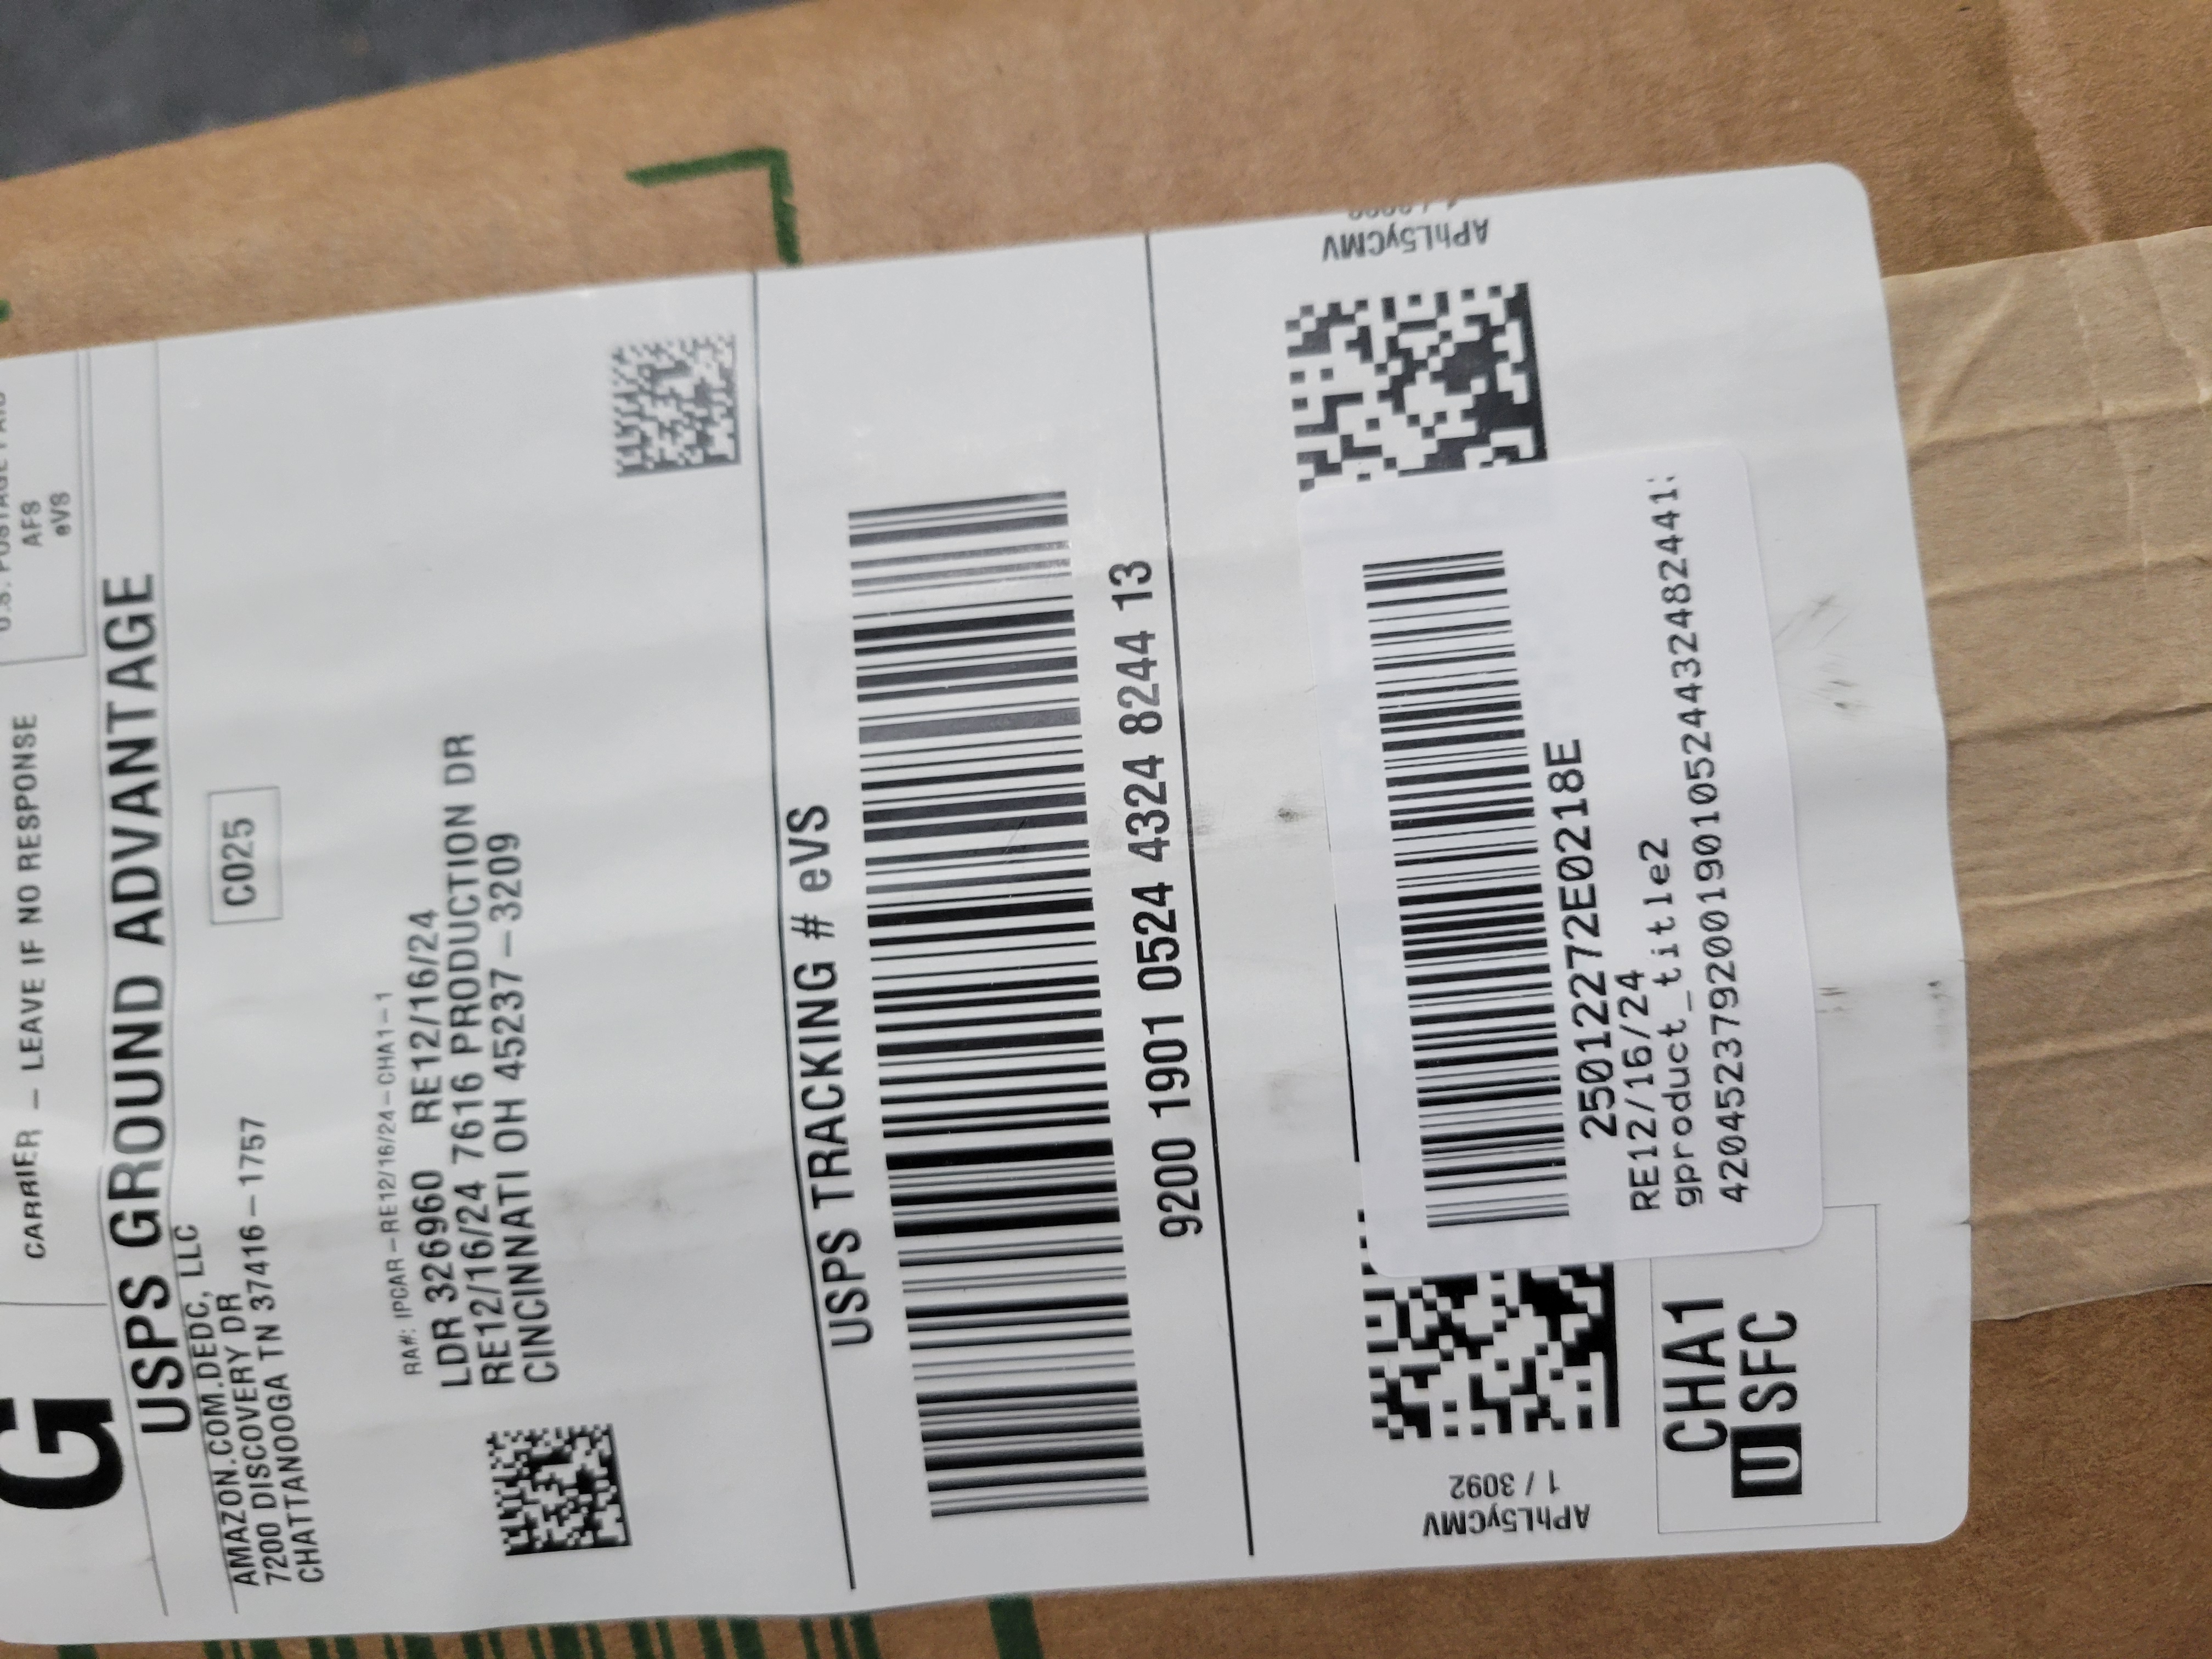 G
U.S. POSTAGE PAID
AFS
eVS
CARRIER – LEAVE IF NO RESPONSE
USPS GROUND ADVANTAGE
AMAZON.COM.DEDC, LLC
7200 DISCOVERY DR
CHATTANOOGA TN 37416–1757
C025
RA#: IPCAR–RE12/16/24–CHA1–1
LDR 326960 RE12/16/24
RE12/16/24 7616 PRODUCTION DR
CINCINNATI OH 45237–3209
USPS TRACKING # eVS
9200 1901 0524 4324 8244 13
APhL5yCMV
25012272E0218E
RE12/16/24
gproduct_title2
420452379200190105244324824413
APhL5yCMV
1 / 3092
CHA1
U SFC